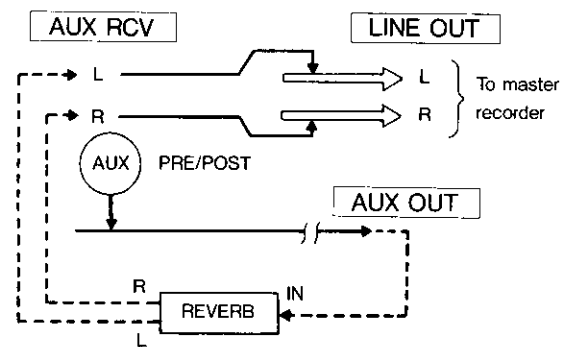 AUX RCV
LINE OUT
L
L
To master
R
R
recorder
AUX
PRE/POST
AUX OUT
R
IN
REVERB
L